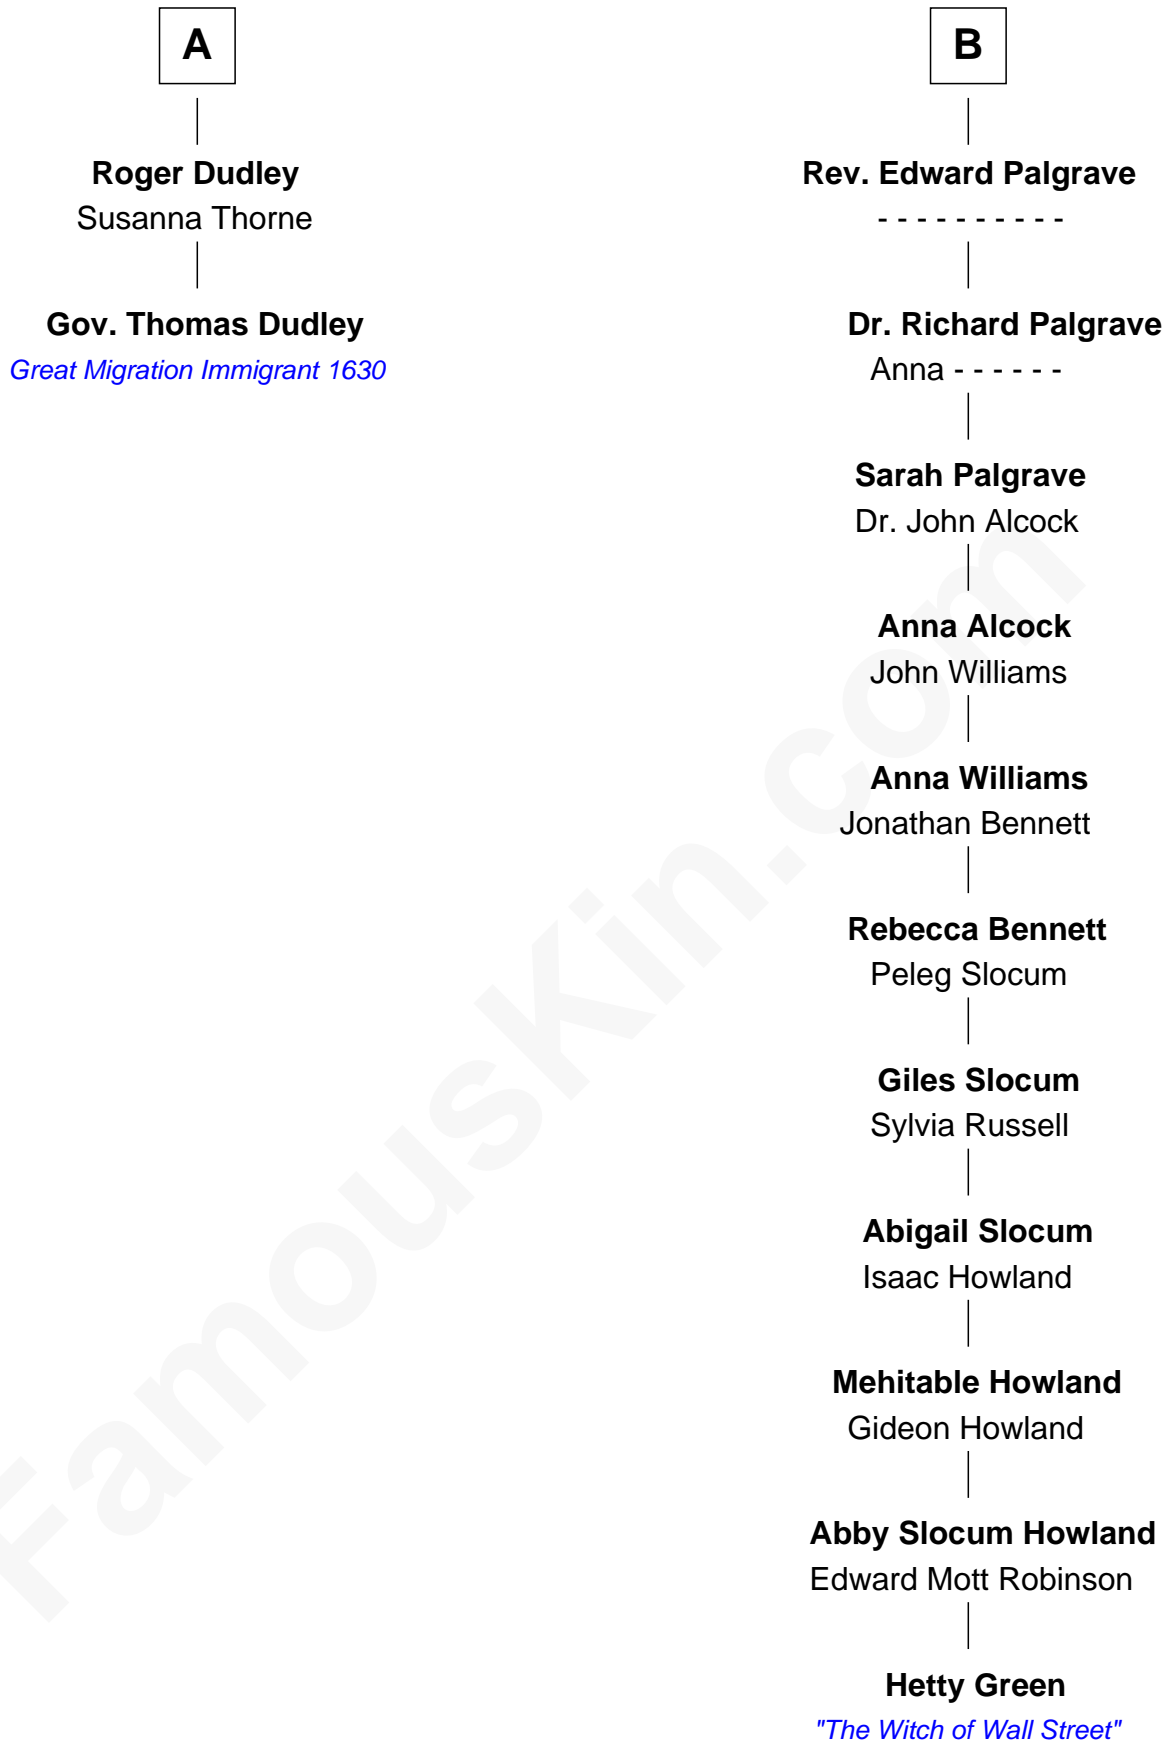 A
Roger Dudley
Susanna Thorne
Gov. Thomas Dudley
Great Migration Immigrant 1630
B
Rev. Edward Palgrave
- - - - - - - - - -
Dr. Richard Palgrave
Anna - - - - - -
Sarah Palgrave
Dr. John Alcock
Anna Alcock
John Williams
Anna Williams
Jonathan Bennett
Rebecca Bennett
Peleg Slocum
Giles Slocum
Sylvia Russell
Abigail Slocum
Isaac Howland
Mehitable Howland
Gideon Howland
Abby Slocum Howland
Edward Mott Robinson
Hetty Green
"The Witch of Wall Street"
FamousKin.com